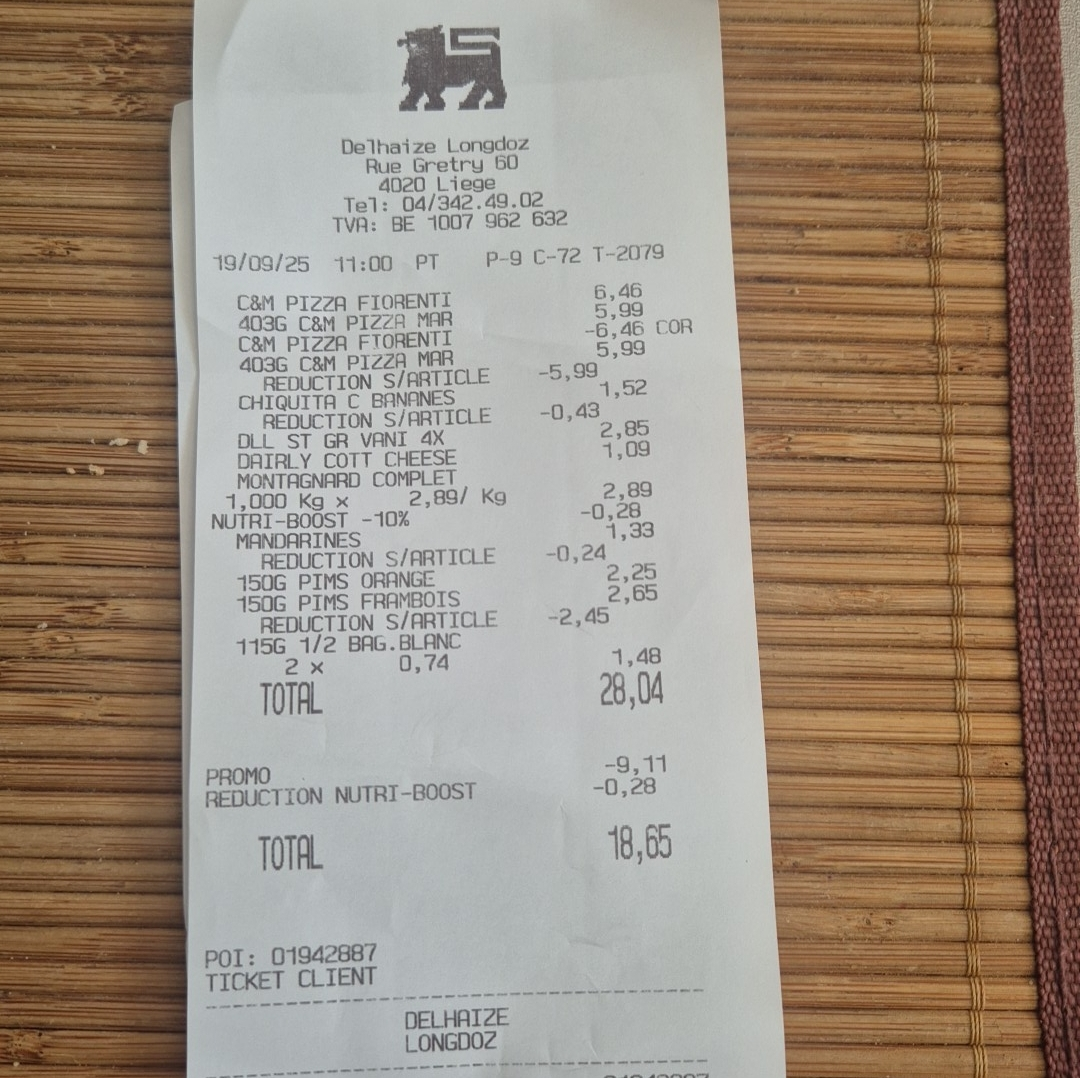 Delhaize Longdoz
Rue Gretry 60
4020 Liege
Tel: 04/342.49.02
TVA: BE 1007 962 632
19/09/25 11:00 PT P-9 C-72 T-2079
C&M PIZZA FIORENTI 6,46
403G C&M PIZZA MAR 5,99
C&M PIZZA FIORENTI -6,46 COR
403G C&M PIZZA MAR 5,99
REDUCTION S/ARTICLE -5,99
CHIQUITA C BANANES 1,52
REDUCTION S/ARTICLE -0,43
DLL ST GR VANI 4X 2,85
DAIRLY COTT CHEESE 1,09
MONTAGNARD COMPLET
1,000 Kg x 2,89/ Kg 2,89
NUTRI-BOOST -10% -0,28
MANDARINES 1,33
REDUCTION S/ARTICLE -0,24
150G PIMS ORANGE 2,25
150G PIMS FRAMBOIS 2,65
REDUCTION S/ARTICLE -2,45
115G 1/2 BAG.BLANC
2 x 0,74 1,48
TOTAL 28,04
PROMO -9,11
REDUCTION NUTRI-BOOST -0,28
TOTAL 18,65
POI: 01942887
TICKET CLIENT
DELHAIZE
LONGDOZ